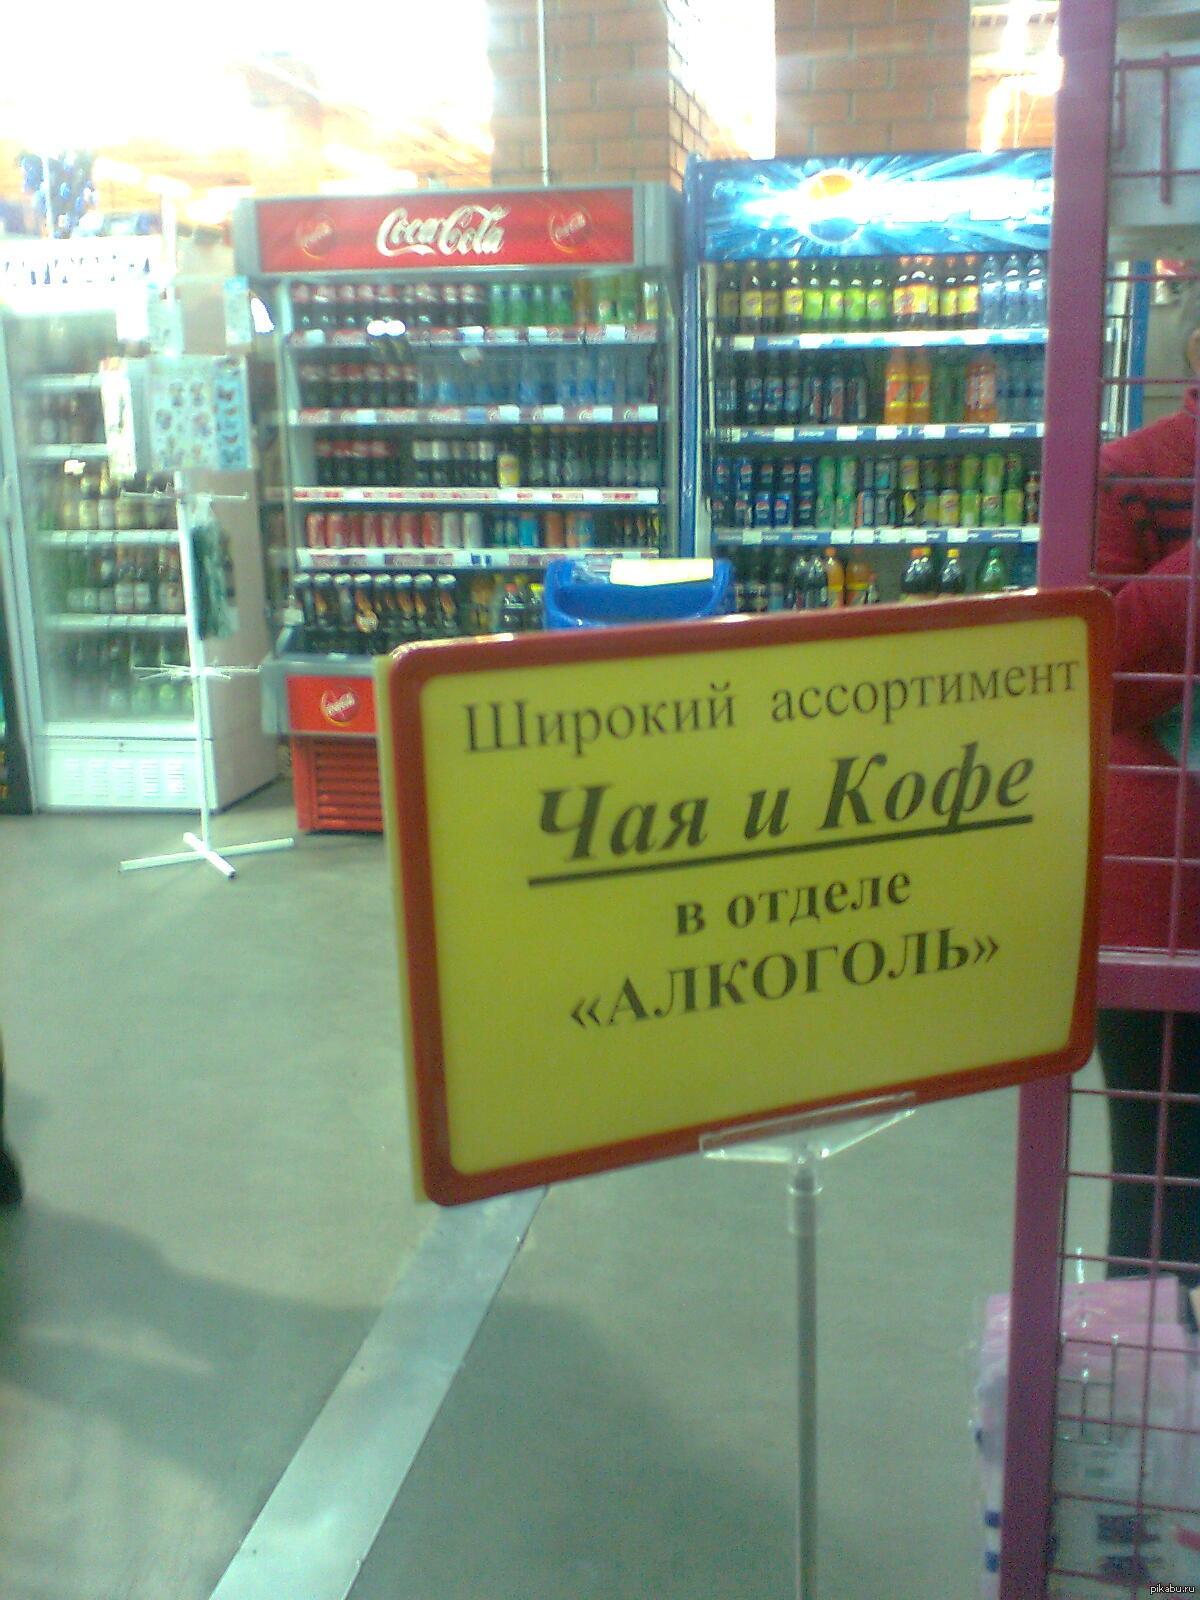 Coca-Cola
Широкий ассортимент
Чая и Кофе
в отделе
«АЛКОГОЛЬ»
pikabu.ru